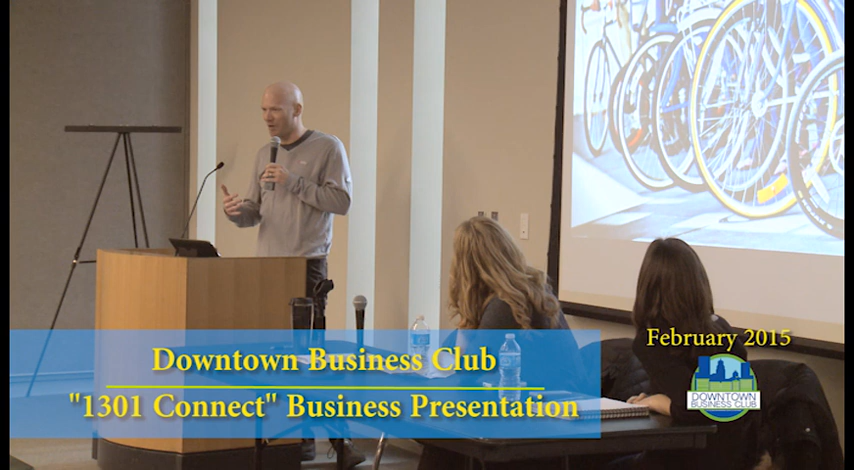 February 2015
Downtown Business Club
"1301 Connect" Business Presentation
DOWNTOWN
BUSINESS CLUB